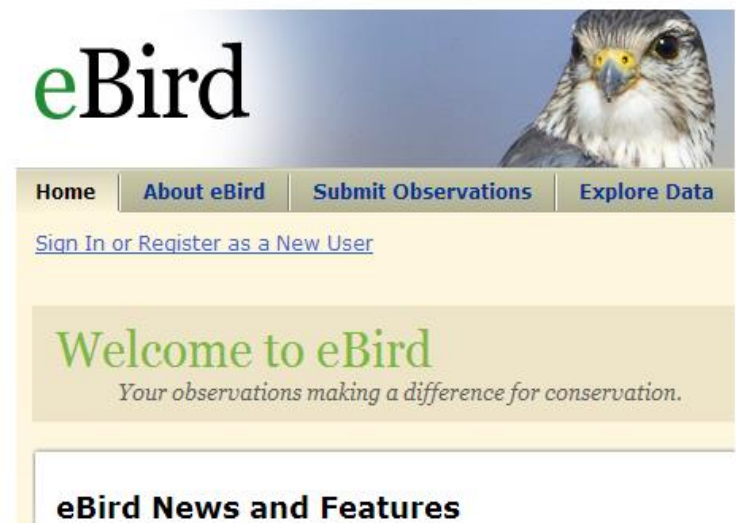 eBird
Home About eBird Submit Observations Explore Data
Sign In or Register as a New User
Welcome to eBird
Your observations making a difference for conservation.
eBird News and Features